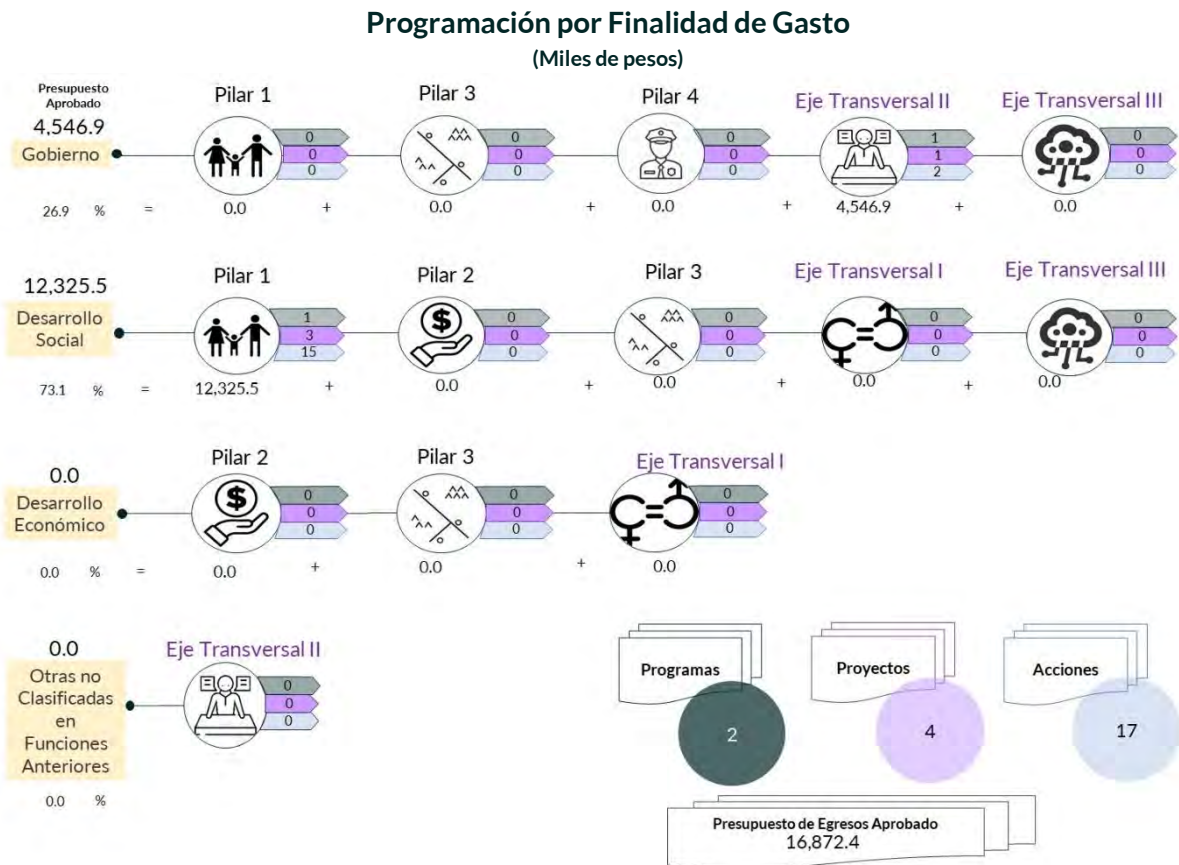 Programación por Finalidad de Gasto
(Miles de pesos)
Presupuesto
Aprobado
4,546.9
Gobierno
Pilar 1
0
0
0
Pilar 3
0
0
0
Pilar 4
0
0
0
Eje Transversal II
1
1
2
Eje Transversal III
0
0
0
26.9 % = 0.0 + 0.0 + 0.0 + 4,546.9 + 0.0
12,325.5
Desarrollo
Social
Pilar 1
1
3
15
Pilar 2
0
0
0
Pilar 3
0
0
0
Eje Transversal I
0
0
0
Eje Transversal III
0
0
0
73.1 % = 12,325.5 + 0.0 + 0.0 + 0.0 + 0.0
0.0
Desarrollo
Económico
Pilar 2
0
0
0
Pilar 3
0
0
0
Eje Transversal I
0
0
0
0.0 % = 0.0 + 0.0 + 0.0
0.0
Otras no
Clasificadas
en
Funciones
Anteriores
0.0 %
Eje Transversal II
0
0
0
Programas
2
Proyectos
4
Acciones
17
Presupuesto de Egresos Aprobado
16,872.4